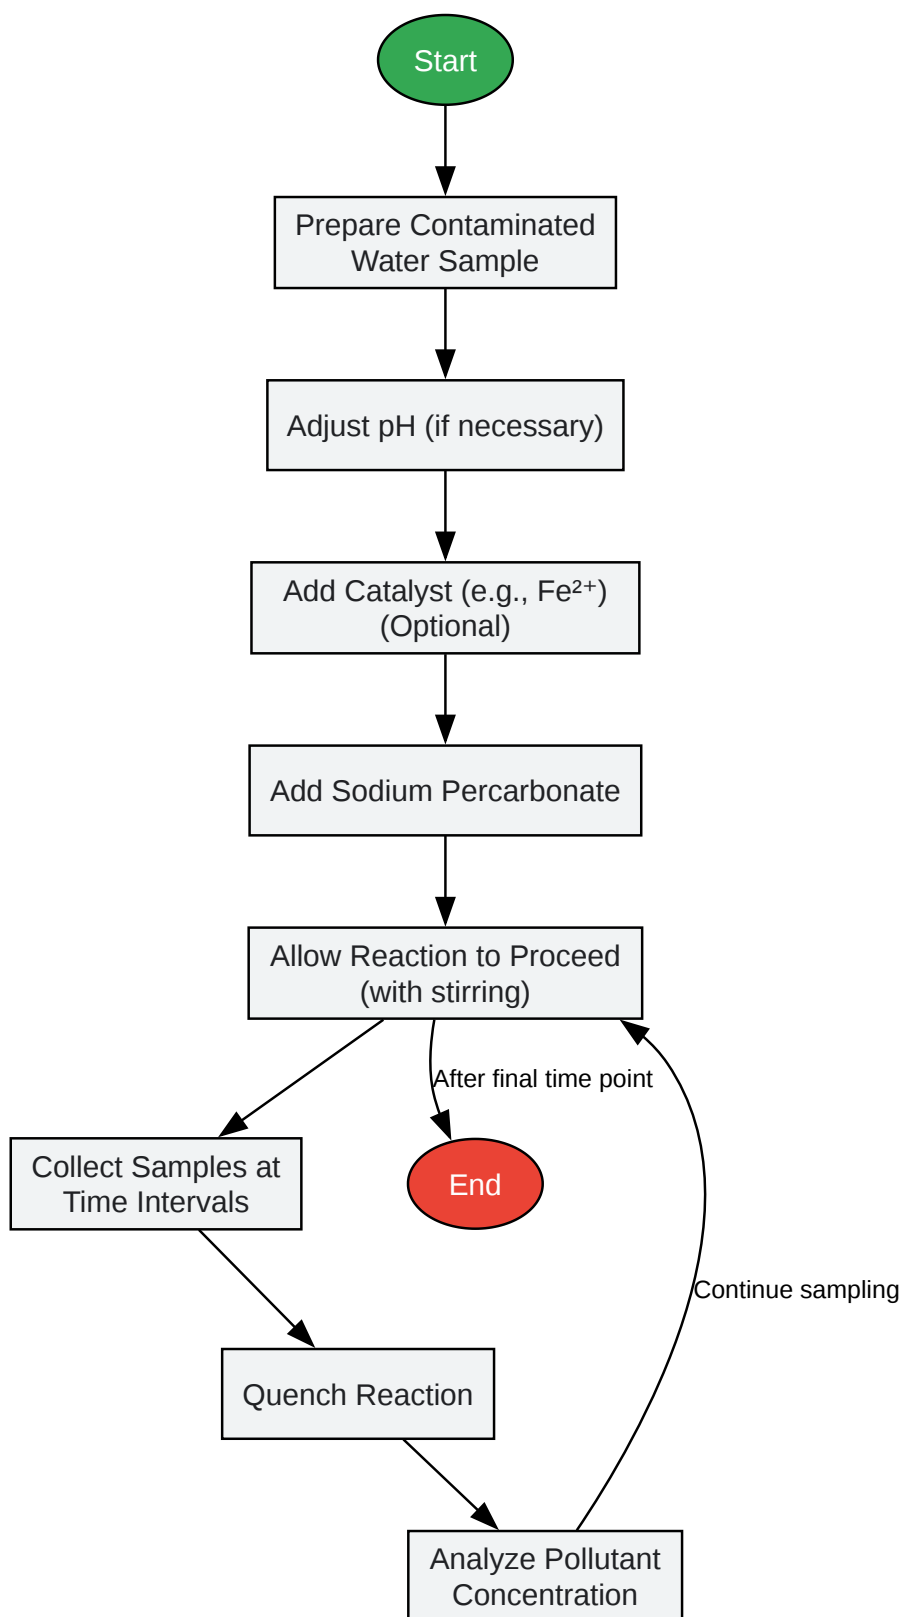 Start
Prepare Contaminated
Water Sample
Adjust pH (if necessary)
Add Catalyst (e.g., Fe²⁺)
(Optional)
Add Sodium Percarbonate
Allow Reaction to Proceed
(with stirring)
After final time point
Collect Samples at
Time Intervals
End
Continue sampling
Quench Reaction
Analyze Pollutant
Concentration